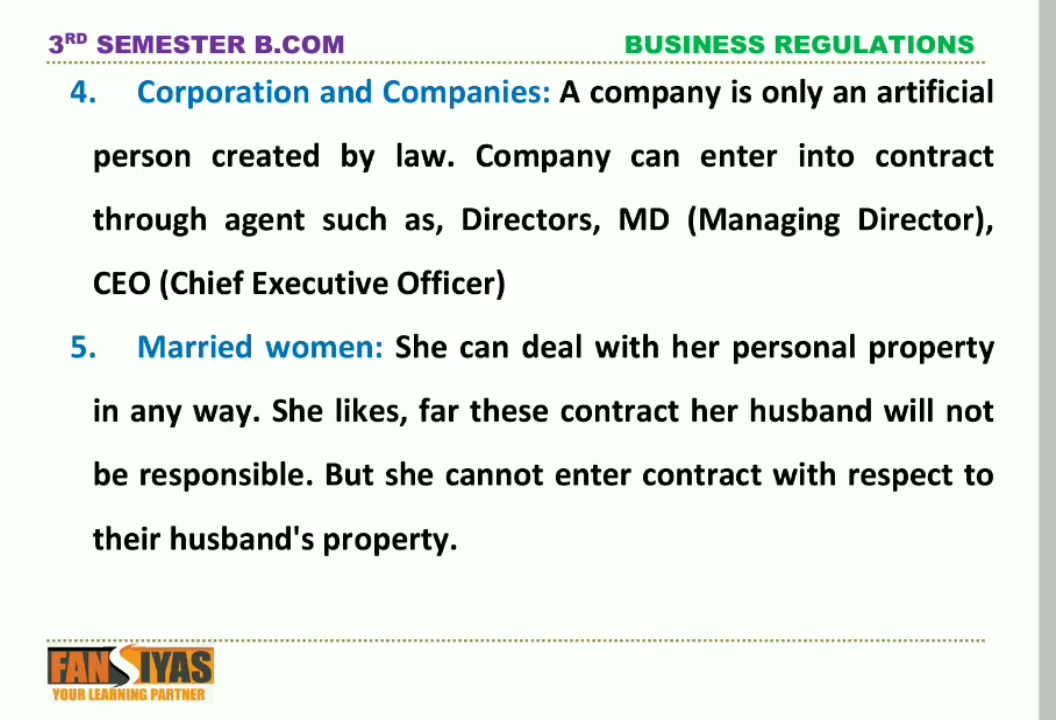 3RD SEMESTER B.COM
BUSINESS REGULATIONS
4. Corporation and Companies: A company is only an artificial
person created by law. Company can enter into contract
through agent such as, Directors, MD (Managing Director),
CEO (Chief Executive Officer)
5. Married women: She can deal with her personal property
in any way. She likes, far these contract her husband will not
be responsible. But she cannot enter contract with respect to
their husband's property.
FANSIYAS
YOUR LEARNING PARTNER